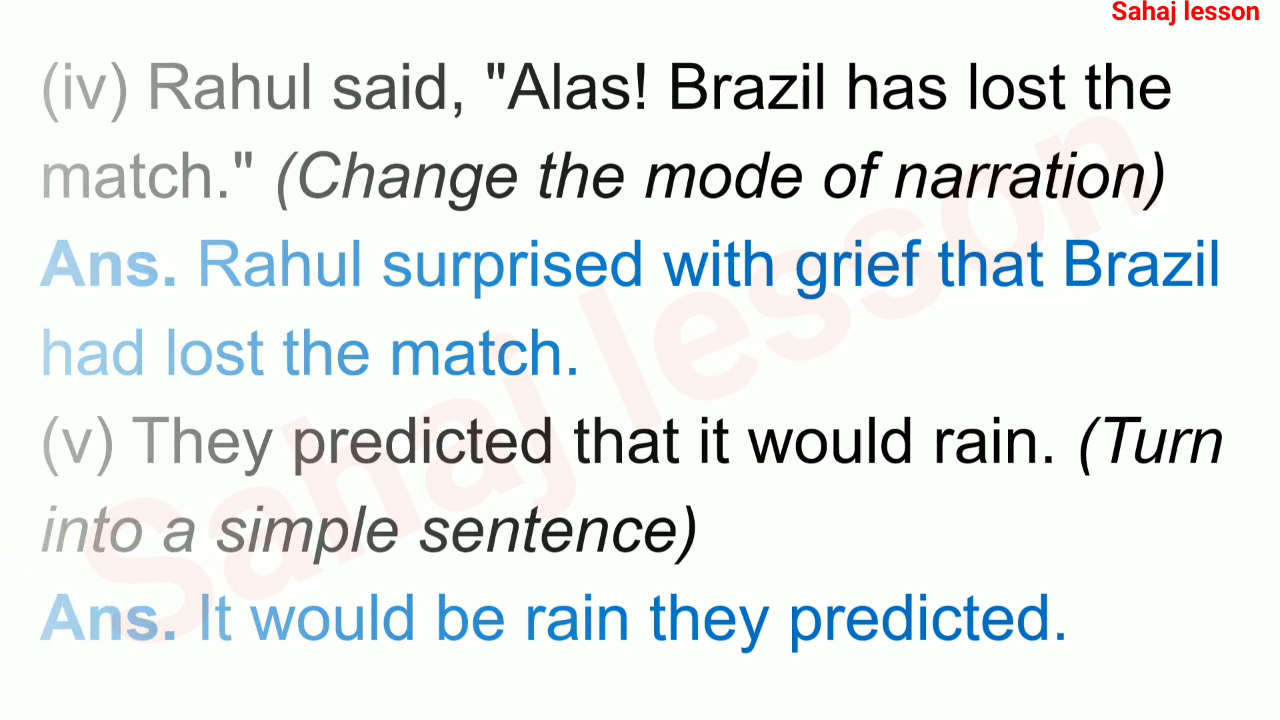 Sahaj lesson
(iv) Rahul said, "Alas! Brazil has lost the
match." (Change the mode of narration)
Ans. Rahul surprised with grief that Brazil
had lost the match.
(v) They predicted that it would rain. (Turn
into a simple sentence)
Ans. It would be rain they predicted.
Sahaj lesson